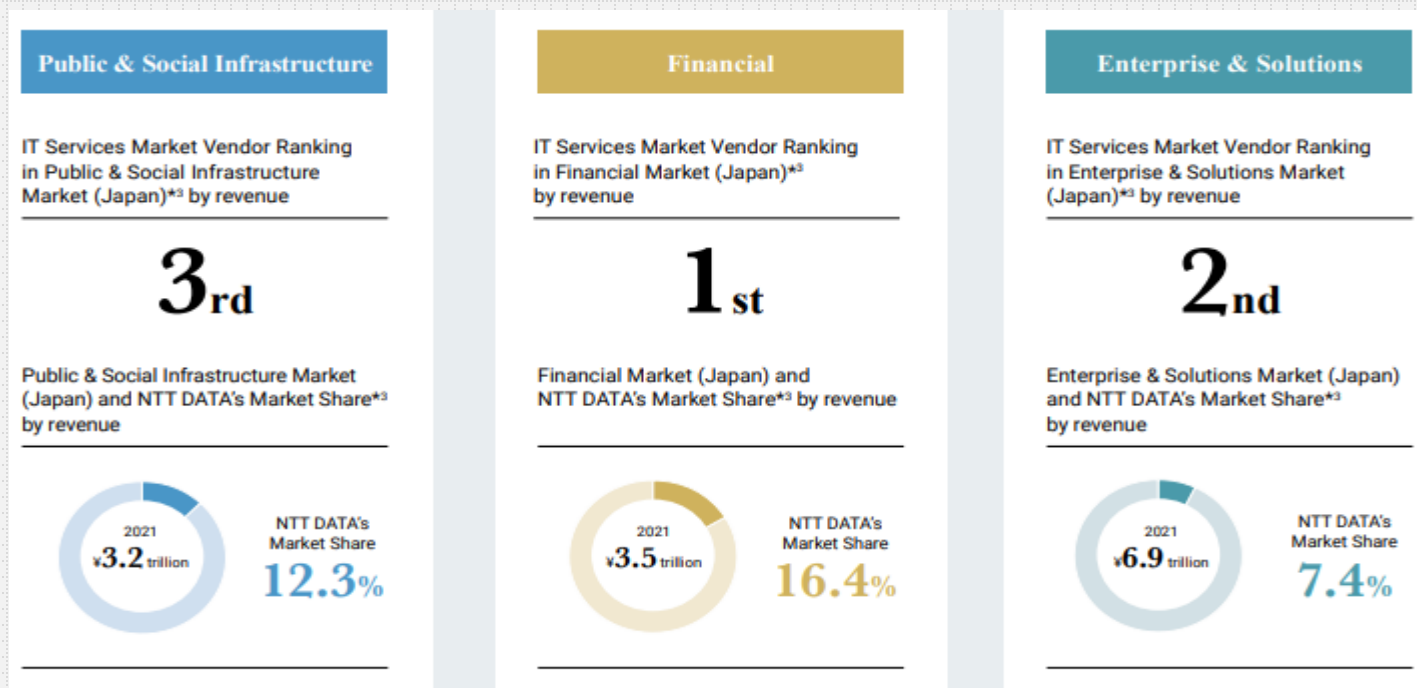 Public & Social Infrastructure
IT Services Market Vendor Ranking
in Public & Social Infrastructure
Market (Japan)*³ by revenue
3rd
Public & Social Infrastructure Market
(Japan) and NTT DATA's Market Share*³
by revenue
2021
¥3.2 trillion
NTT DATA's
Market Share
12.3%
Financial
IT Services Market Vendor Ranking
in Financial Market (Japan)*³
by revenue
1st
Financial Market (Japan) and
NTT DATA's Market Share*³ by revenue
2021
¥3.5 trillion
NTT DATA's
Market Share
16.4%
Enterprise & Solutions
IT Services Market Vendor Ranking
in Enterprise & Solutions Market
(Japan)*³ by revenue
2nd
Enterprise & Solutions Market (Japan)
and NTT DATA's Market Share*³
by revenue
2021
¥6.9 trillion
NTT DATA's
Market Share
7.4%